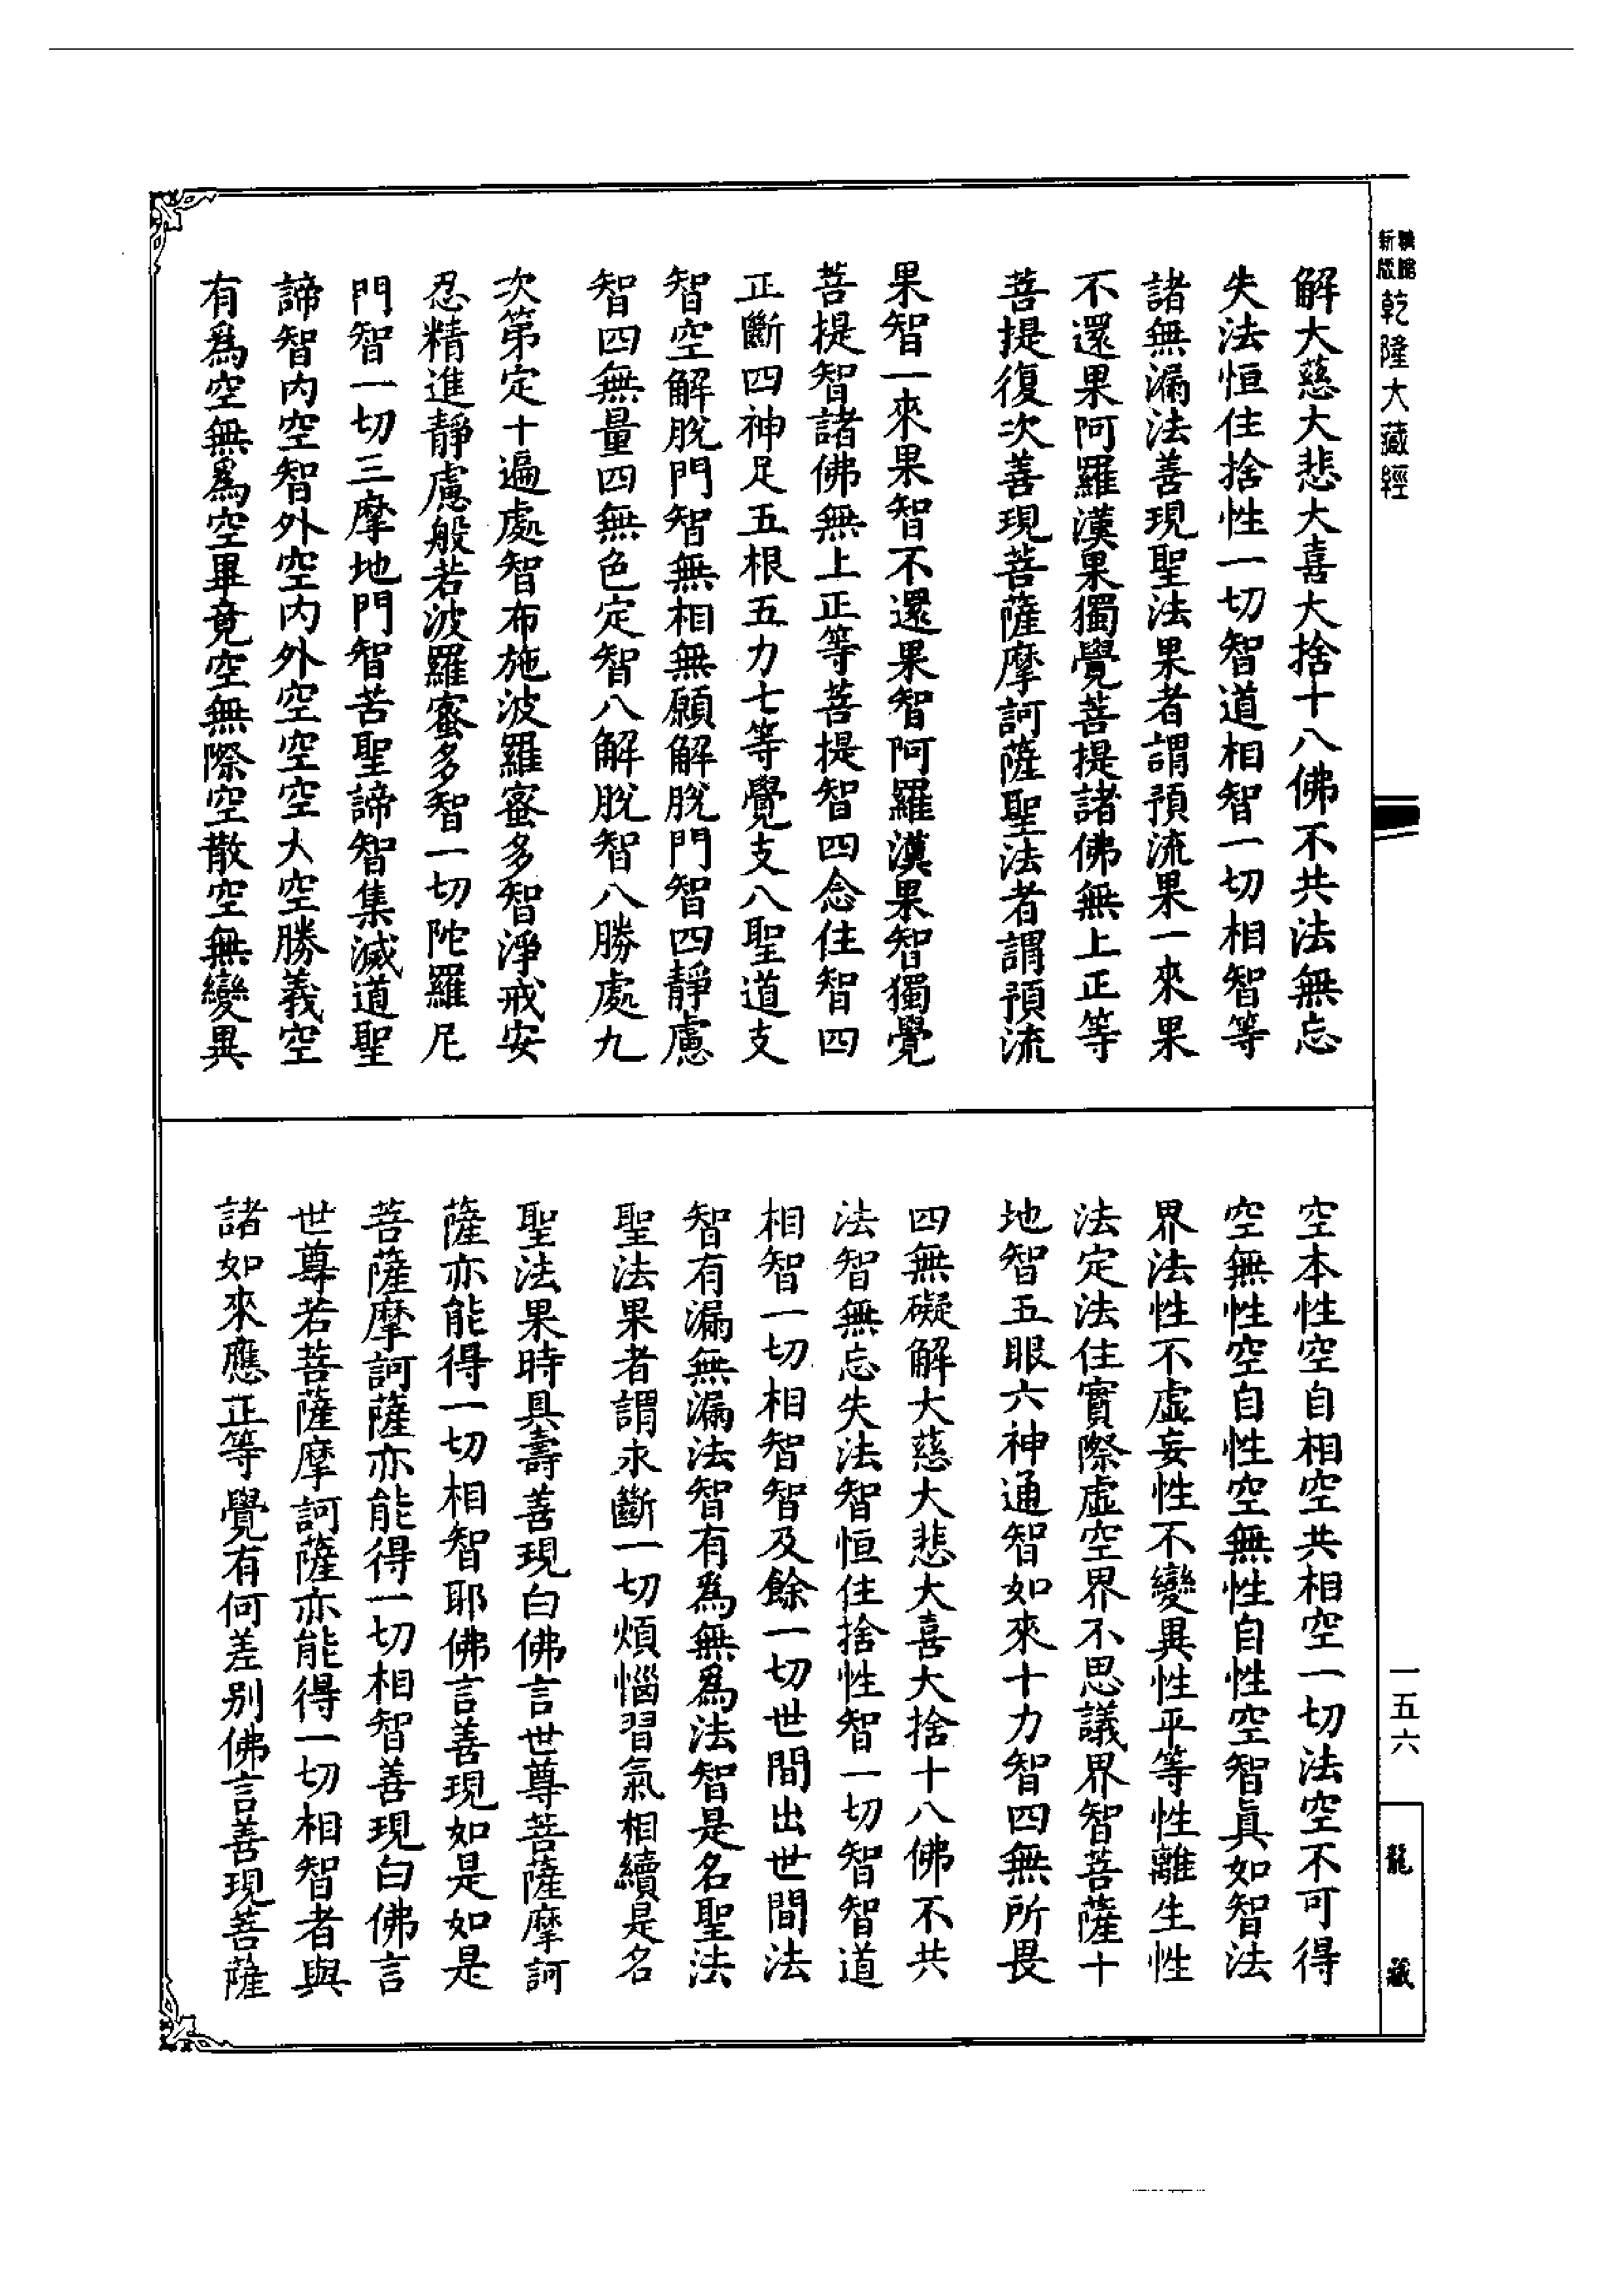 乾隆大藏經
解大慈大悲大喜大捨十八佛不共法無忘
失法恒住捨性一切智道相智一切相智等
諸無漏法善現聖法果者謂預流果一來果
不還果阿羅漢果獨覺菩提諸佛無上正等
菩提復次善現菩薩摩訶薩聖法者謂預流
果智一來果智不還果智阿羅漢果智獨覺
菩提智諸佛無上正等菩提智四念住智四
正斷四神足五根五力七等覺支八聖道支
智空解脫門智無相無願解脫門智四靜慮
智四無量四無色定智八解脫智八勝處九
次第定十遍處智布施波羅蜜多智淨戒安
忍精進靜慮般若波羅蜜多智一切陀羅尼
門智一切三摩地門智苦聖諦智集滅道聖
諦智內空智外空內外空空空大空勝義空
有爲空無爲空畢竟空無際空散空無變異
空本性空自相空共相空一切法空不可得
空無性空自性空無性自性空智真如智法
界法性不虛妄性不變異性平等性離生性
法定法住實際虛空界不思議界智菩薩十
地智五眼六神通智如來十力智四無所畏
四無礙解大慈大悲大喜大捨十八佛不共
法智無忘失法智恒住捨性智一切智智道
相智一切相智智及餘一切世間出世間法
智有漏無漏法智有爲無爲法智是名聖法
聖法果者謂永斷一切煩惱習氣相續是名
聖法果時具壽善現白佛言世尊菩薩摩訶
薩亦能得一切相智耶佛言善現如是如是
菩薩摩訶薩亦能得一切相智善現白佛言
世尊若菩薩摩訶薩亦能得一切相智者與
諸如來應正等覺有何差別佛言善現菩薩
一五六
龍藏